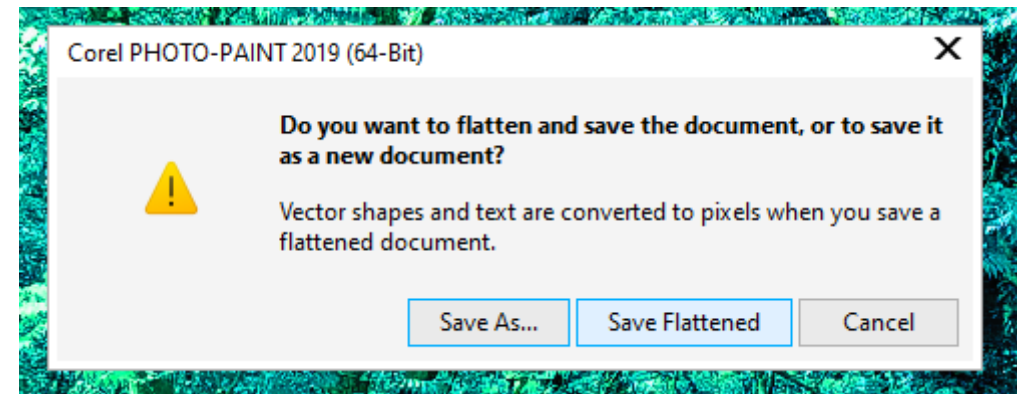 Corel PHOTO-PAINT 2019 (64-Bit)
Do you want to flatten and save the document, or to save it
as a new document?
Vector shapes and text are converted to pixels when you save a
flattened document.
Save As... Save Flattened Cancel